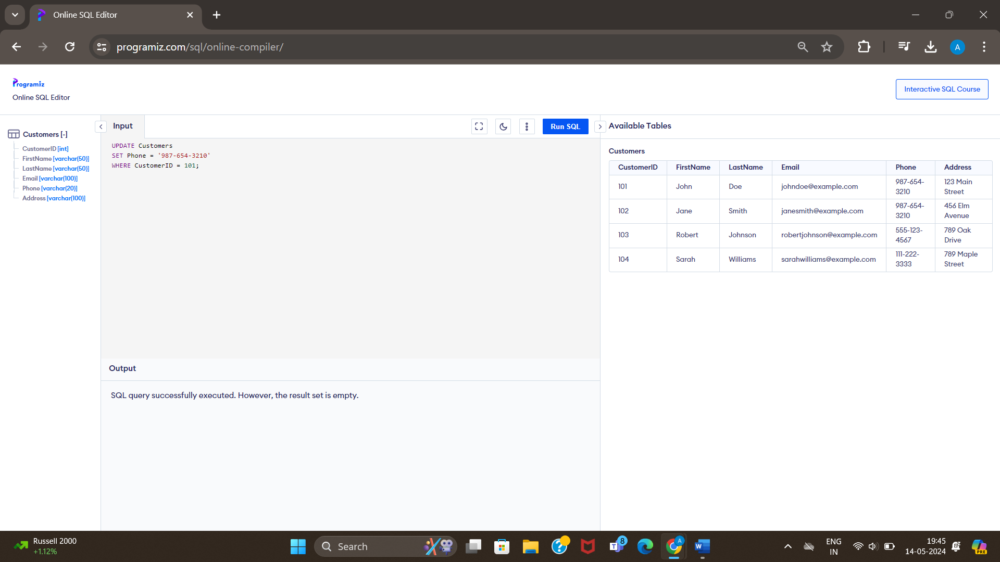 Online SQL Editor
programiz.com/sql/online-compiler/
A
Programiz
Online SQL Editor
Interactive SQL Course
Customers [-]
CustomerID [int]
FirstName [varchar(50)]
LastName [varchar(50)]
Email [varchar(100)]
Phone [varchar(20)]
Address [varchar(100)]
Input
Run SQL
UPDATE Customers
SET Phone = '987-654-3210'
WHERE CustomerID = 101;
Output
SQL query successfully executed. However, the result set is empty.
Available Tables
Customers
CustomerID FirstName LastName Email Phone Address
101 John Doe johndoe@example.com 987-654-3210 123 Main Street
102 Jane Smith janesmith@example.com 987-654-3210 456 Elm Avenue
103 Robert Johnson robertjohnson@example.com 555-123-4567 789 Oak Drive
104 Sarah Williams sarahwilliams@example.com 111-222-3333 789 Maple Street
Russell 2000
+1.12%
Search
8
A
W
ENG
IN
19:45
14-05-2024
PRE